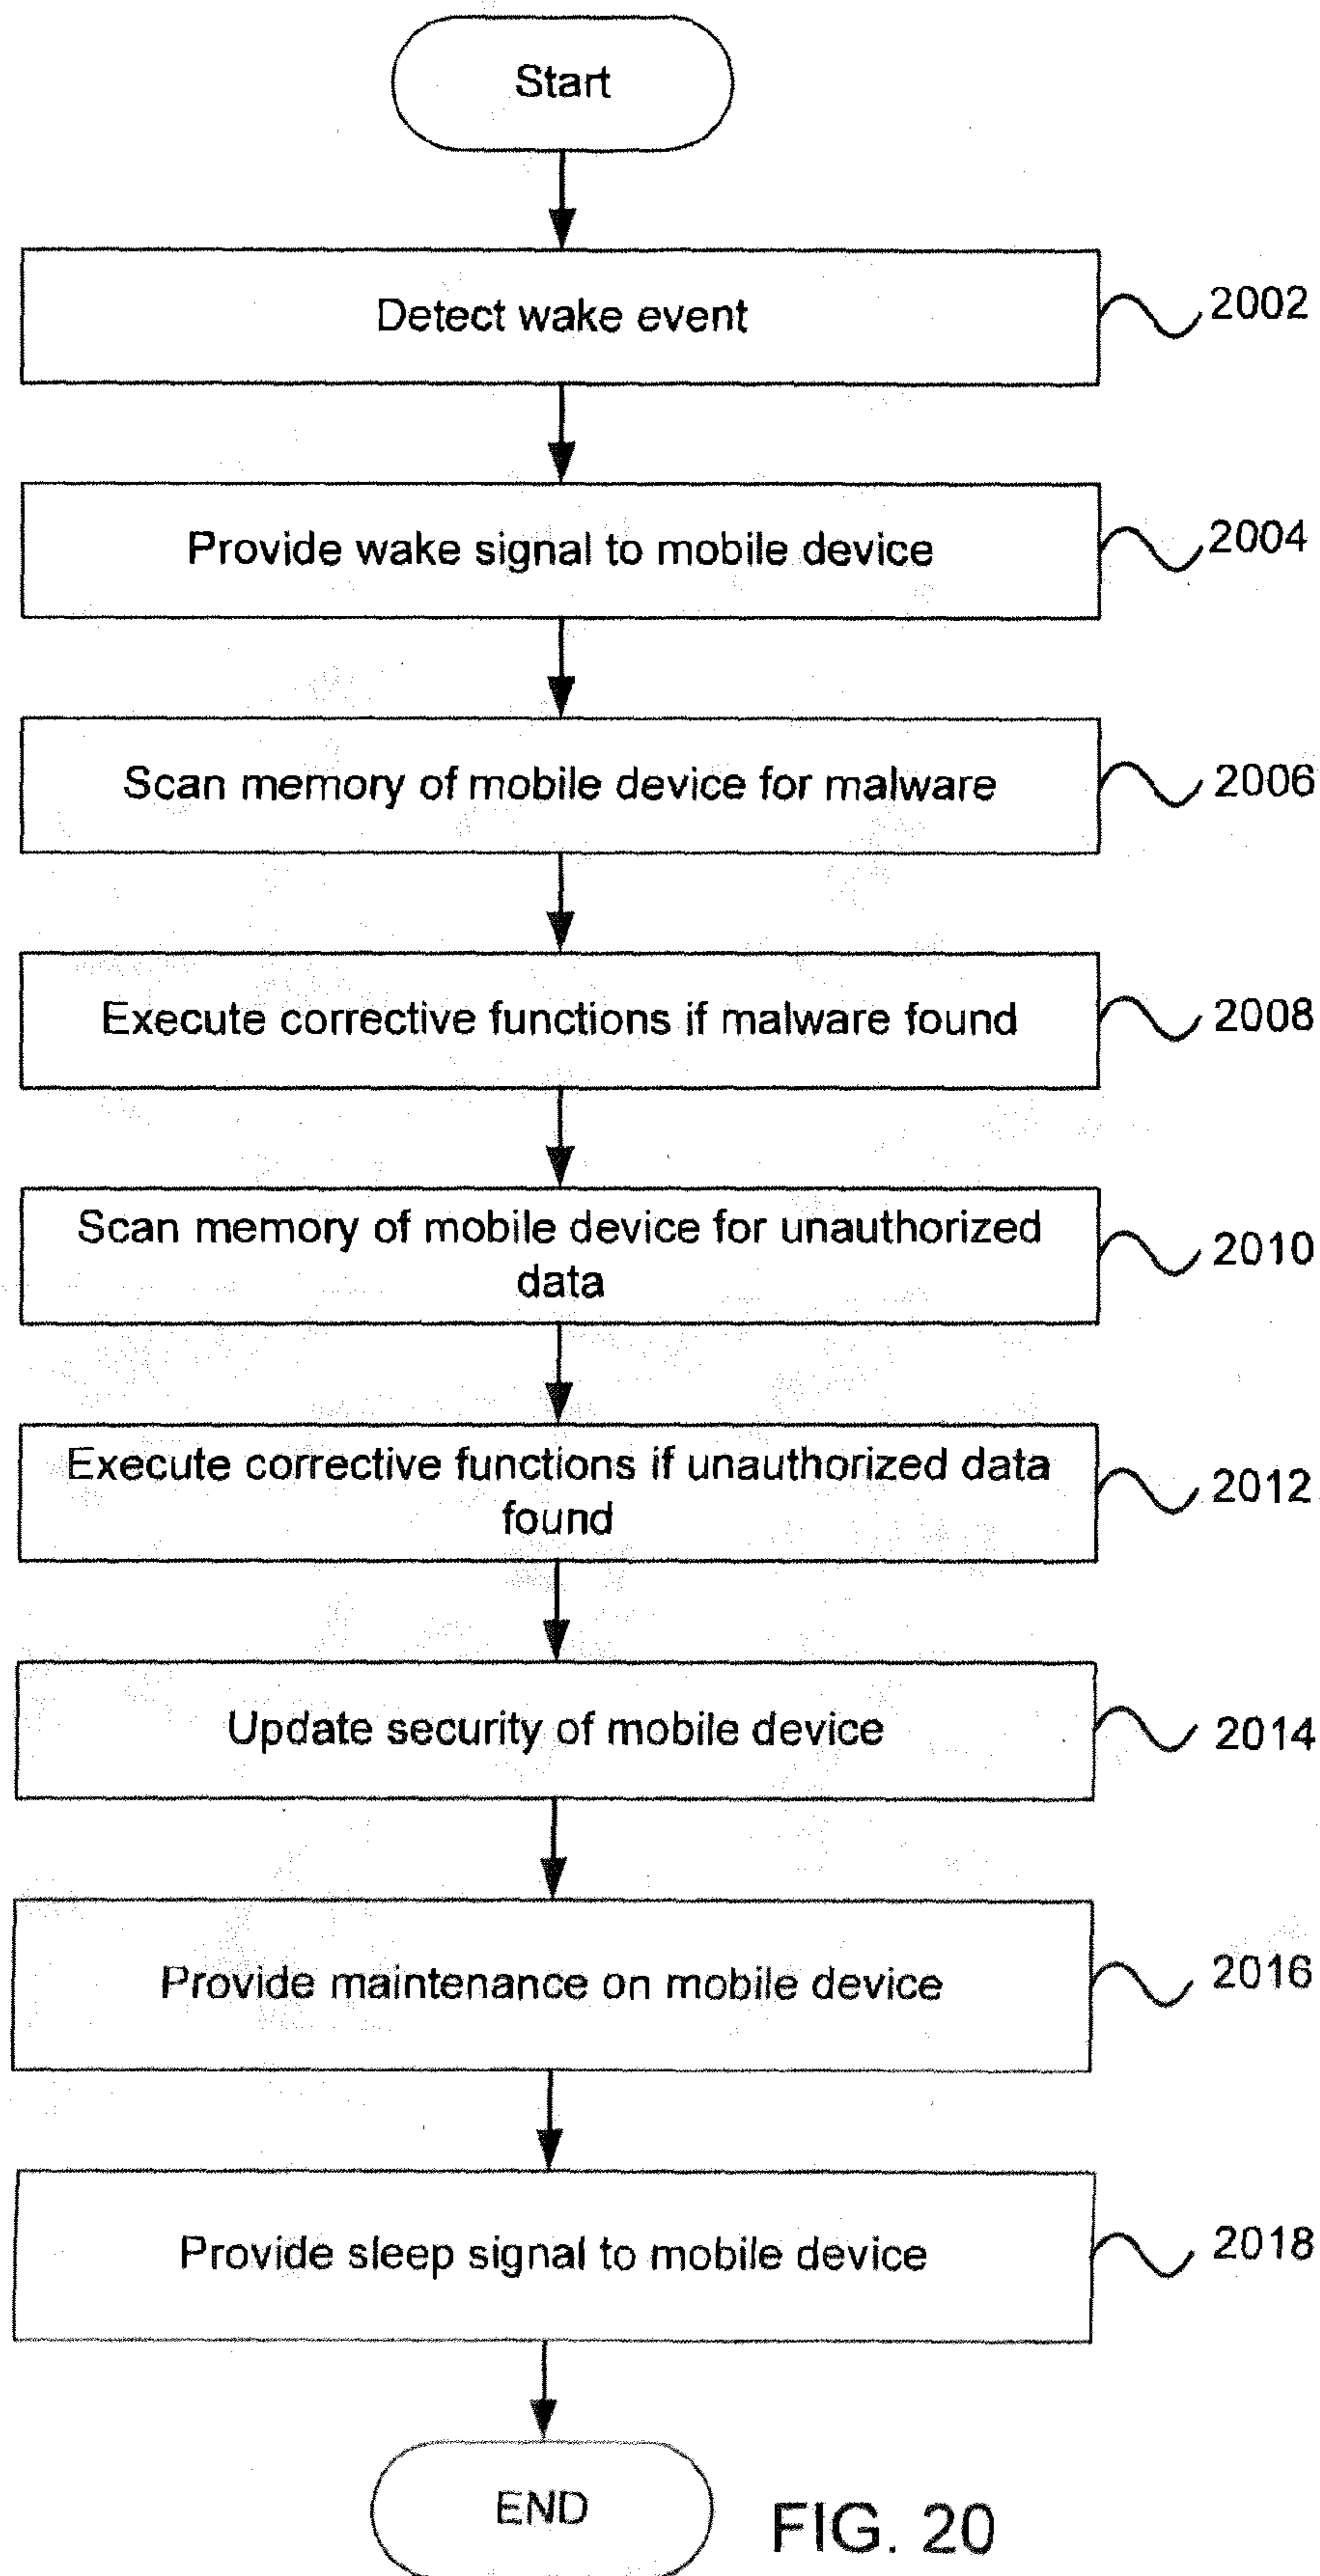 Start
Detect wake event
2002
Provide wake signal to mobile device
2004
Scan memory of mobile device for malware
2006
Execute corrective functions if malware found
2008
Scan memory of mobile device for unauthorized
data
2010
Execute corrective functions if unauthorized data
found
2012
Update security of mobile device
2014
Provide maintenance on mobile device
2016
Provide sleep signal to mobile device
2018
END
FIG. 20